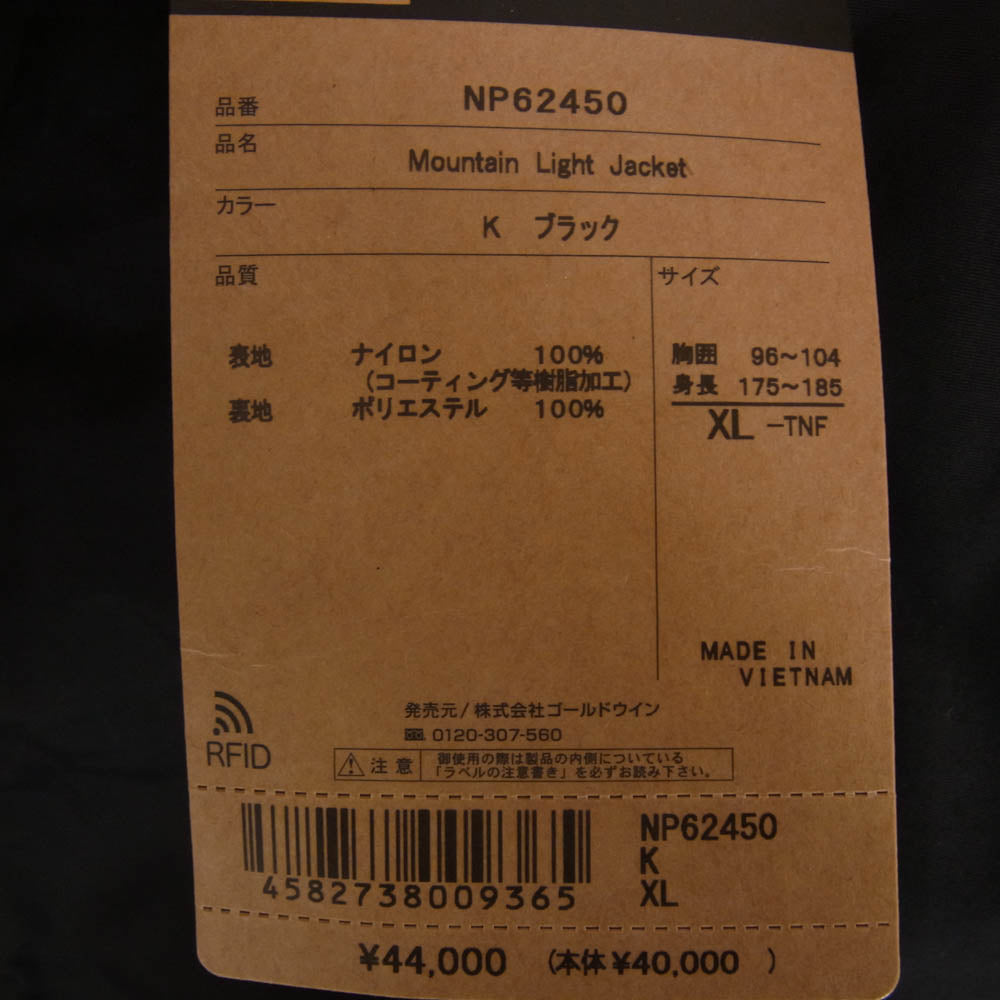 品番 NP62450
品名 Mountain Light Jacket
カラー K ブラック
品質
表地 ナイロン 100%
(コーティング等樹脂加工)
裏地 ポリエステル 100%
サイズ
胸囲 96~104
身長 175~185
XL -TNF
MADE IN
VIETNAM
発売元/株式会社ゴールドウイン
0120-307-560
RFID
注意
御使用の際は製品の内側についている
「ラベルの注意書き」を必ずお読み下さい。
4582738009365
NP62450
K
XL
¥44,000 (本体¥40,000 )